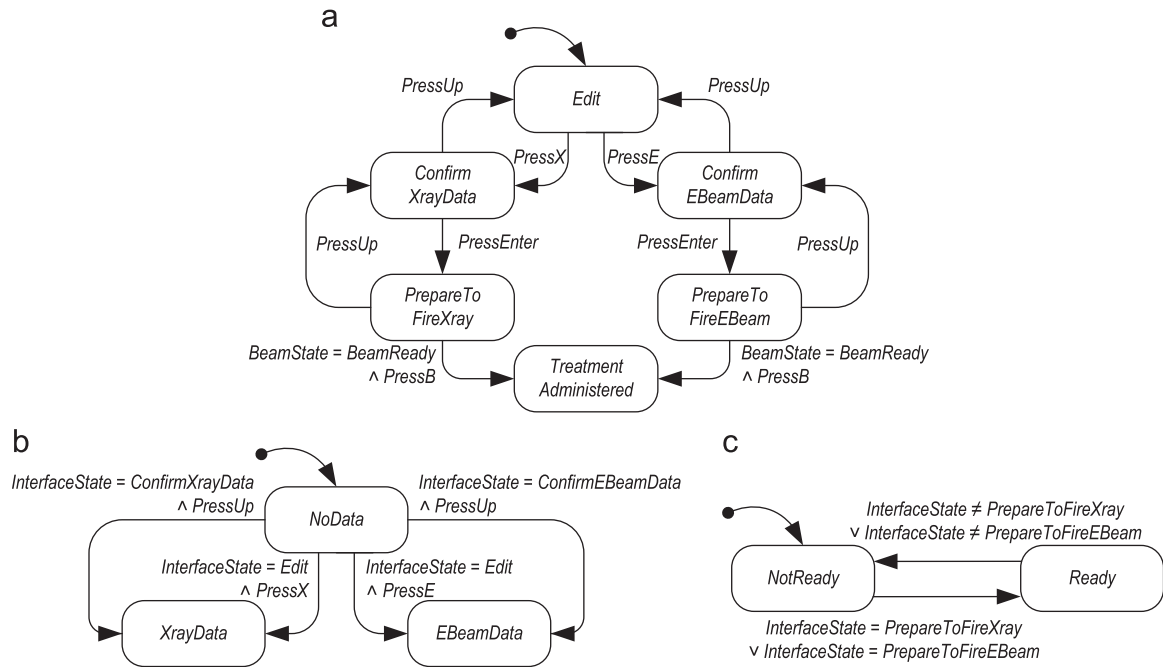 a
Edit
PressUp
PressUp
PressX
PressE
Confirm
XrayData
Confirm
EBeamData
PressUp
PressEnter
PressEnter
PressUp
PrepareTo
FireXray
PrepareTo
FireEBeam
BeamState = BeamReady
∧ PressB
Treatment
Administered
BeamState = BeamReady
∧ PressB
b
InterfaceState = ConfirmXrayData
∧ PressUp
InterfaceState = ConfirmEBeamData
∧ PressUp
NoData
InterfaceState = Edit
∧ PressX
InterfaceState = Edit
∧ PressE
XrayData
EBeamData
c
InterfaceState ≠ PrepareToFireXray
∨ InterfaceState ≠ PrepareToFireEBeam
NotReady
Ready
InterfaceState = PrepareToFireXray
∨ InterfaceState = PrepareToFireEBeam